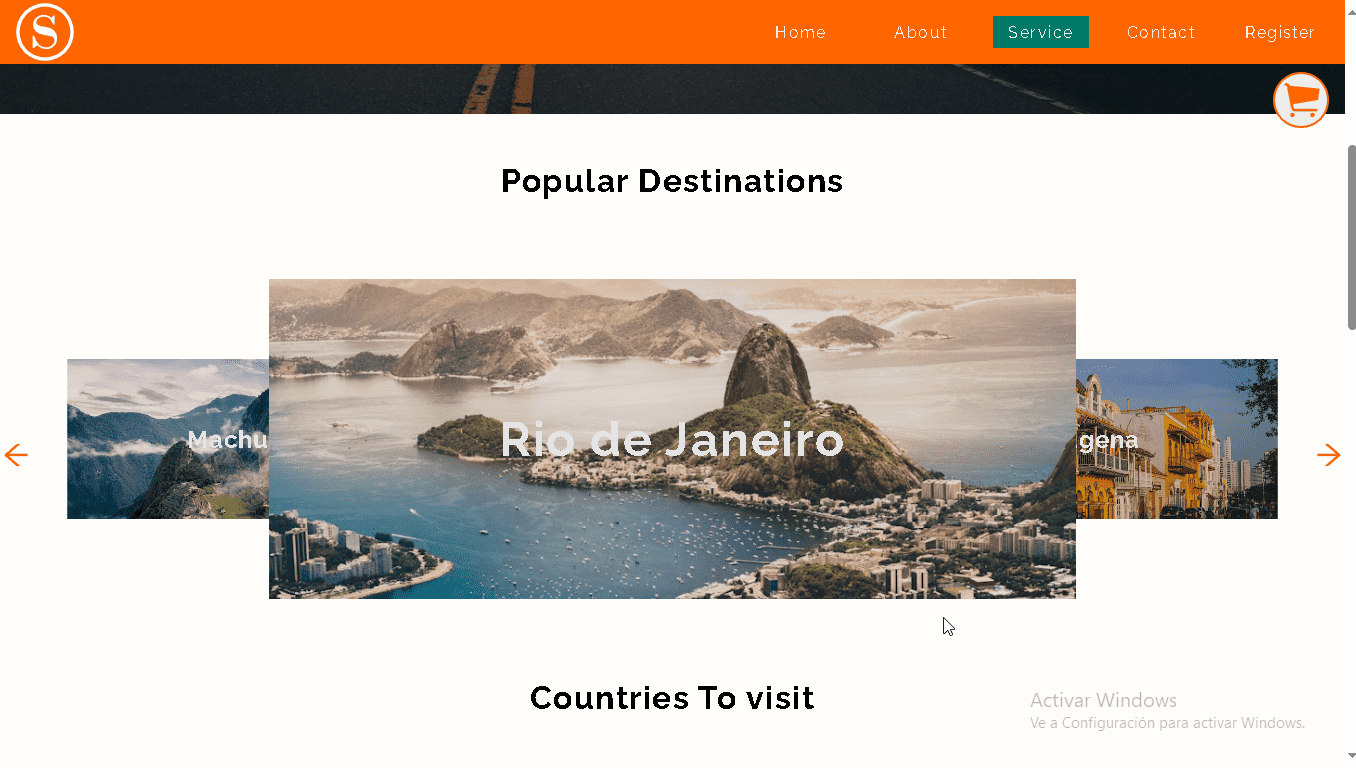 S
Home About Service Contact Register
Popular Destinations
Machu
Rio de Janeiro
gena
Countries To visit
Activar Windows
Ve a Configuración para activar Windows.